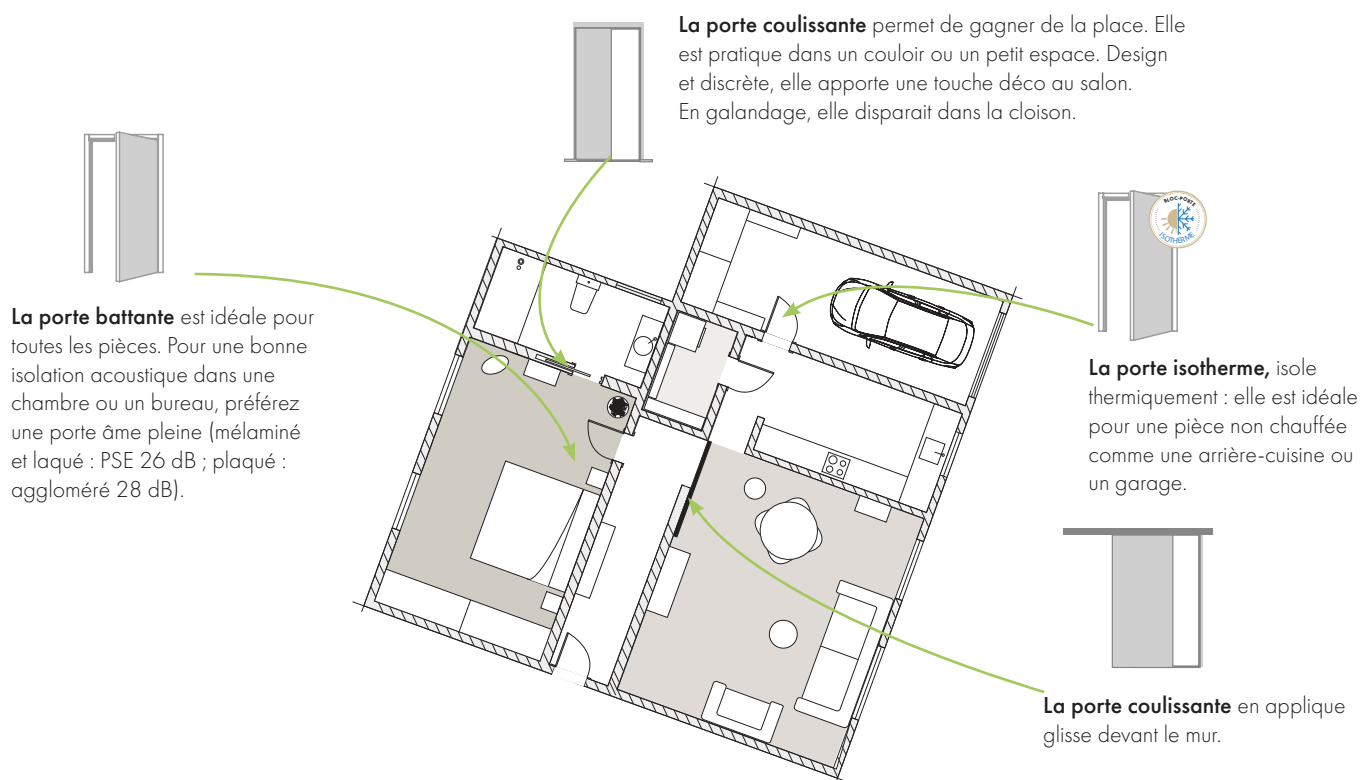 La porte coulissante permet de gagner de la place. Elle
est pratique dans un couloir ou un petit espace. Design
et discrète, elle apporte une touche déco au salon.
En galandage, elle disparait dans la cloison.
La porte battante est idéale pour
toutes les pièces. Pour une bonne
isolation acoustique dans une
chambre ou un bureau, préférez
une porte âme pleine (mélaminé
et laqué : PSE 26 dB ; plaqué :
aggloméré 28 dB).
BLOC-PORTE
ISOTHERME
La porte isotherme, isole
thermiquement : elle est idéale
pour une pièce non chauffée
comme une arrière-cuisine ou
un garage.
La porte coulissante en applique
glisse devant le mur.